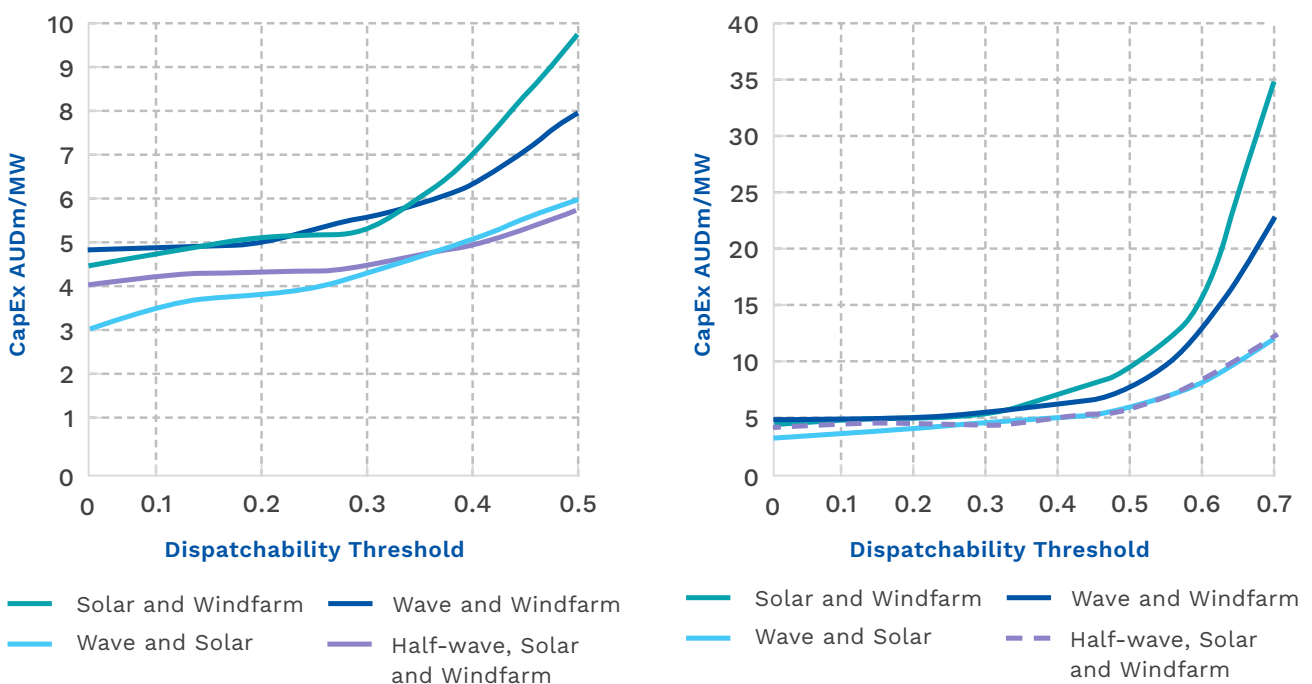 10
9
8
7
6
5
4
3
2
1
0
CapEx AUDm/MW
0 0.1 0.2 0.3 0.4 0.5
Dispatchability Threshold
Solar and Windfarm
Wave and Windfarm
Wave and Solar
Half-wave, Solar
and Windfarm
40
35
30
25
20
15
10
5
0
CapEx AUDm/MW
0 0.1 0.2 0.3 0.4 0.5 0.6 0.7
Dispatchability Threshold
Solar and Windfarm
Wave and Windfarm
Wave and Solar
Half-wave, Solar
and Windfarm